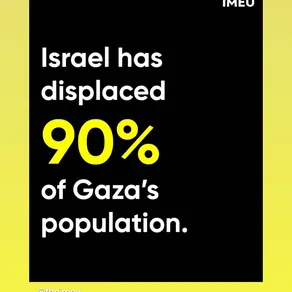 IMEU
Israel has
displaced
90%
of Gaza's
population.